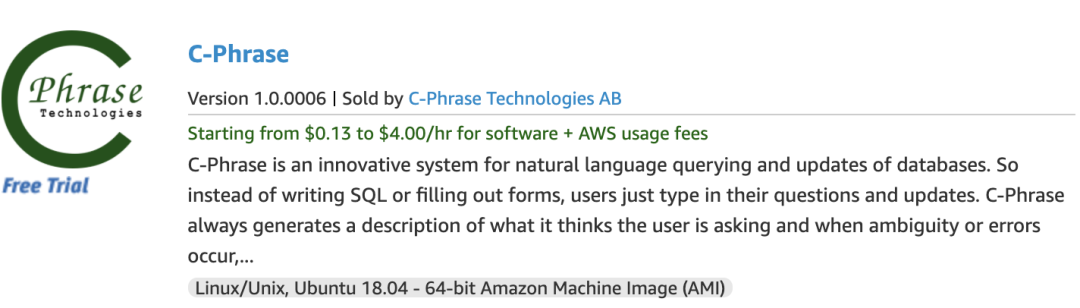 Phrase
Technologies
Free Trial
C-Phrase
Version 1.0.0006 | Sold by C-Phrase Technologies AB
Starting from $0.13 to $4.00/hr for software + AWS usage fees
C-Phrase is an innovative system for natural language querying and updates of databases. So
instead of writing SQL or filling out forms, users just type in their questions and updates. C-Phrase
always generates a description of what it thinks the user is asking and when ambiguity or errors
occur,...
Linux/Unix, Ubuntu 18.04 - 64-bit Amazon Machine Image (AMI)